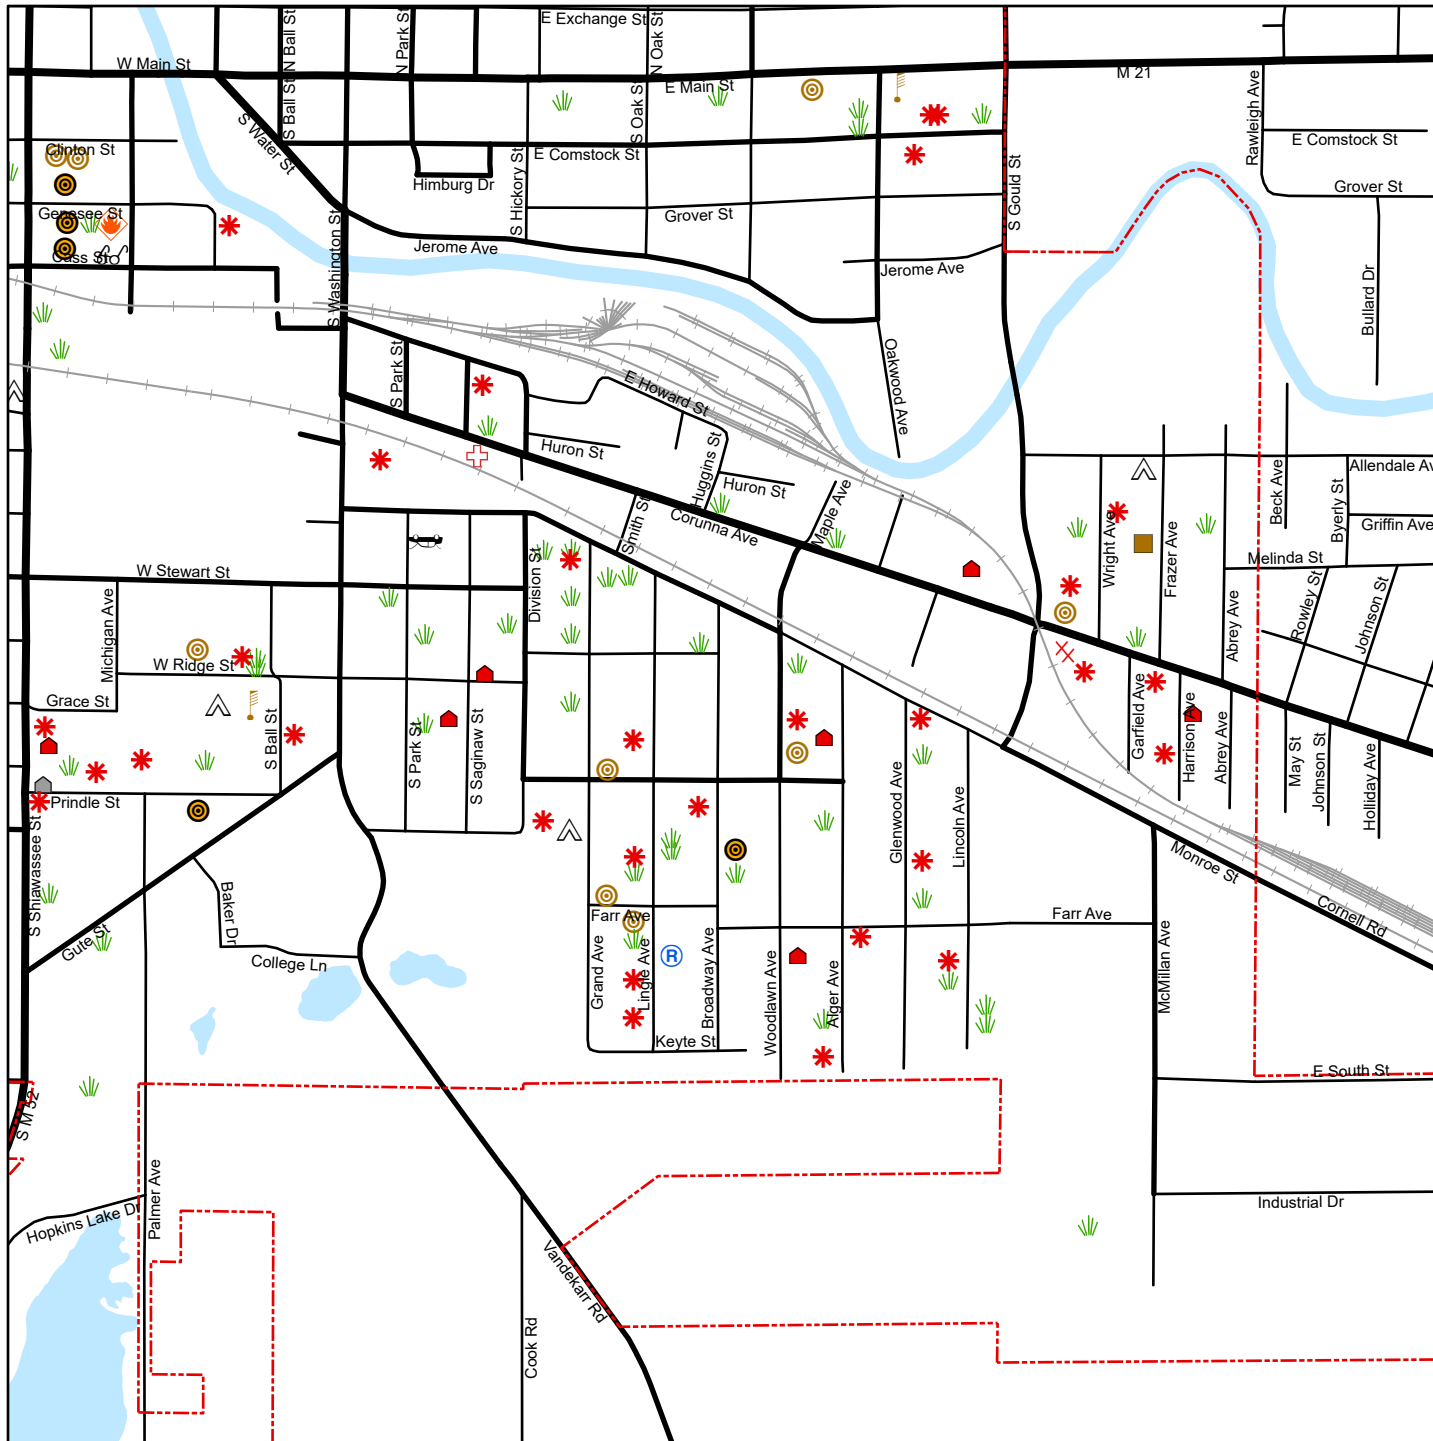 E Exchange St
N Ball St
N Park St
N Oak St
W Main St
M 21
E Main St
S Ball St
S Oak St
Rawleigh Ave
S Water St
Clinton St
E Comstock St
E Comstock St
Himburg Dr
S Hickory St
Grover St
S Gould St
Genesee St
Grover St
Jerome Ave
Cass St
S Washington St
Jerome Ave
Bullard Dr
S Park St
E Howard St
Oakwood Ave
Huron St
Huggins St
Huron St
Allendale Av
Beck Ave
Byerly St
Griffin Ave
Corunna Ave
Smith St
Maple Ave
Wright Ave
Frazer Ave
Melinda St
W Stewart St
Division St
Michigan Ave
Abrey Ave
Rowley St
Johnson St
W Ridge St
Grace St
S Ball St
S Park St
S Saginaw St
Garfield Ave
Harrison Ave
Abrey Ave
May St
Johnson St
Holliday Ave
Prindle St
Glenwood Ave
Lincoln Ave
S Shiawassee St
Monroe St
Baker Dr
Gute St
College Ln
Farr Ave
Farr Ave
Cornell Rd
Grand Ave
Lingle Ave
R
Broadway Ave
Woodlawn Ave
Alger Ave
McMillan Ave
Keyte St
E South St
S M 52
Palmer Ave
Hopkins Lake Dr
Industrial Dr
Vandekarr Rd
Cook Rd